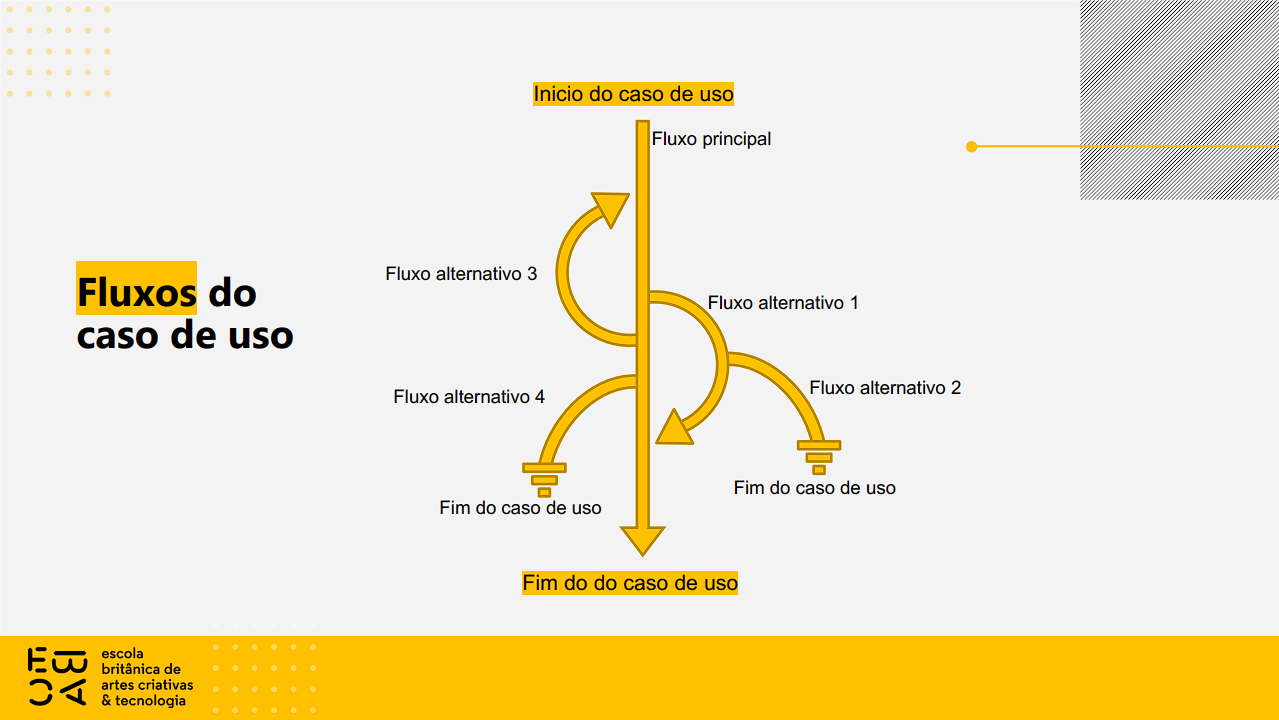 Inicio do caso de uso
Fluxo principal
Fluxos do
caso de uso
Fluxo alternativo 3
Fluxo alternativo 1
Fluxo alternativo 4
Fluxo alternativo 2
Fim do caso de uso
Fim do caso de uso
Fim do do caso de uso
EBAC
escola
britânica de
artes criativas
& tecnologia